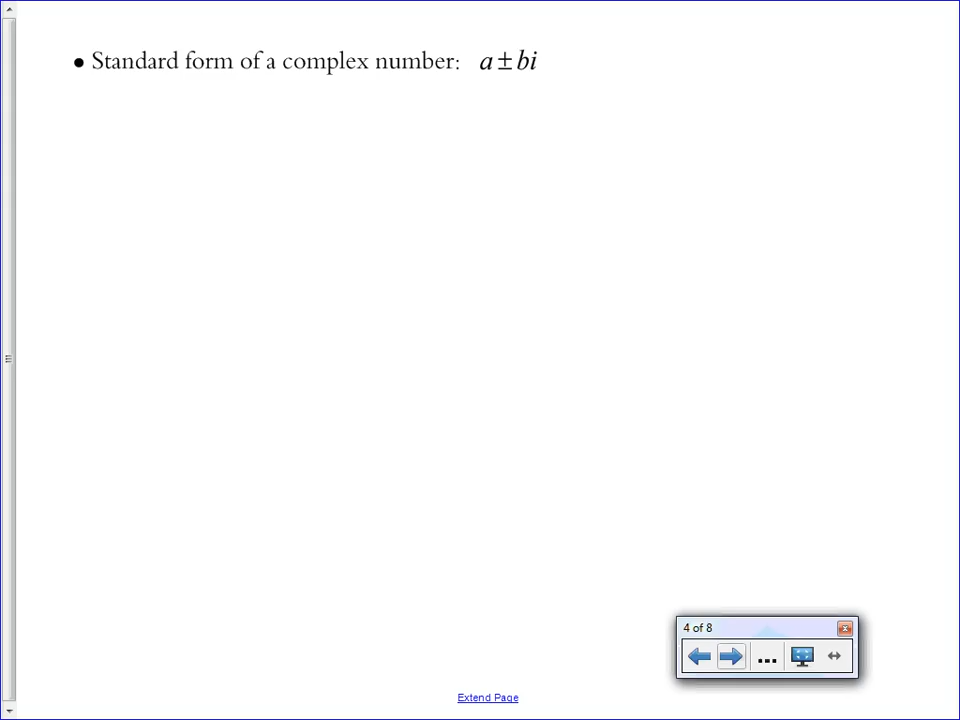 • Standard form of a complex number: a ± bi
4 of 8
...
Extend Page